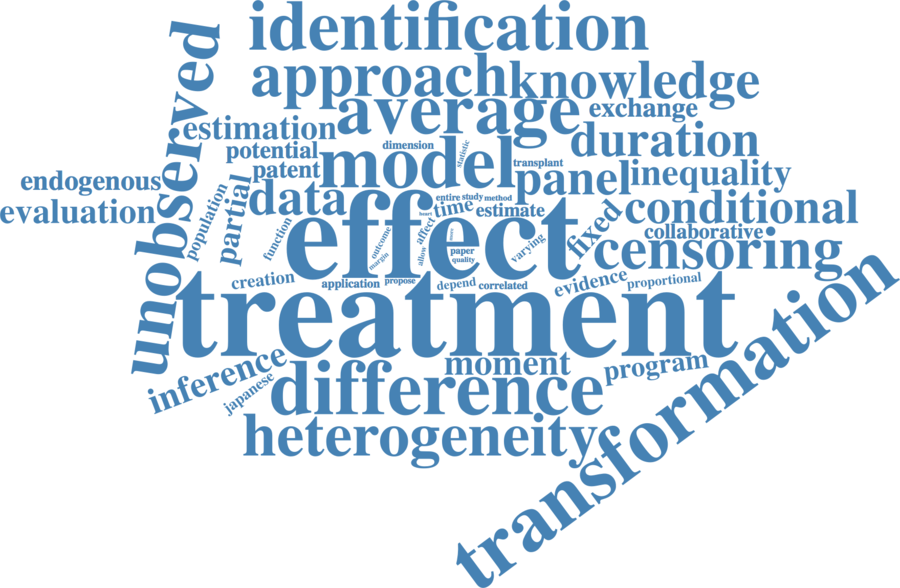 identification
unobserved
approach
knowledge
average
exchange
estimation
duration
potential
dimension
statistic
model
transplant
patent
panel
inequality
endogenous
data
population
partial
entire
study
method
evaluation
time
estimate
fixed
conditional
heart
effect
function
outcome
affect
more
collaborative
varying
censoring
margin
allow
paper
quality
creation
application
propose
depend
correlated
evidence
proportional
treatment
transformation
inference
moment
program
japanese
difference
heterogeneity